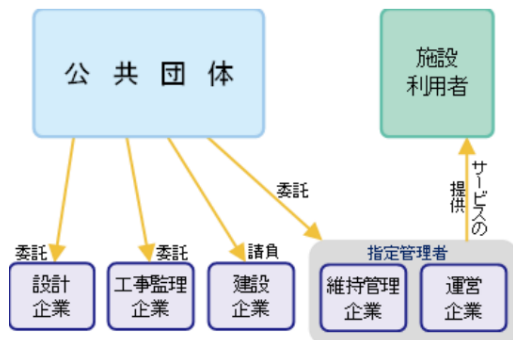 公共団体
施設
利用者
委託
サービスの
提供
委託
委託
請負
指定管理者
設計
企業
工事監理
企業
建設
企業
維持管理
企業
運営
企業